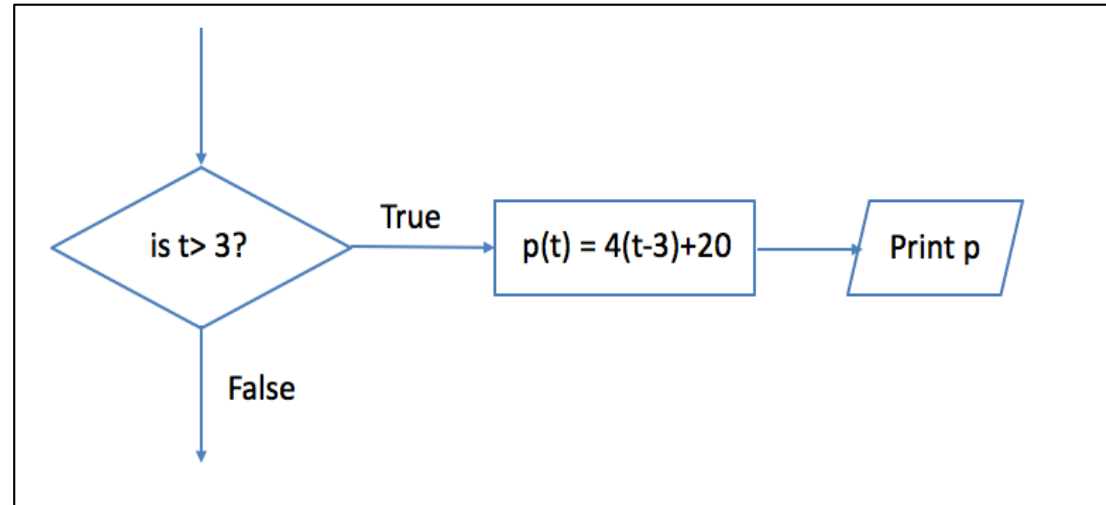 is t> 3?
True
p(t) = 4(t-3)+20
Print p
False